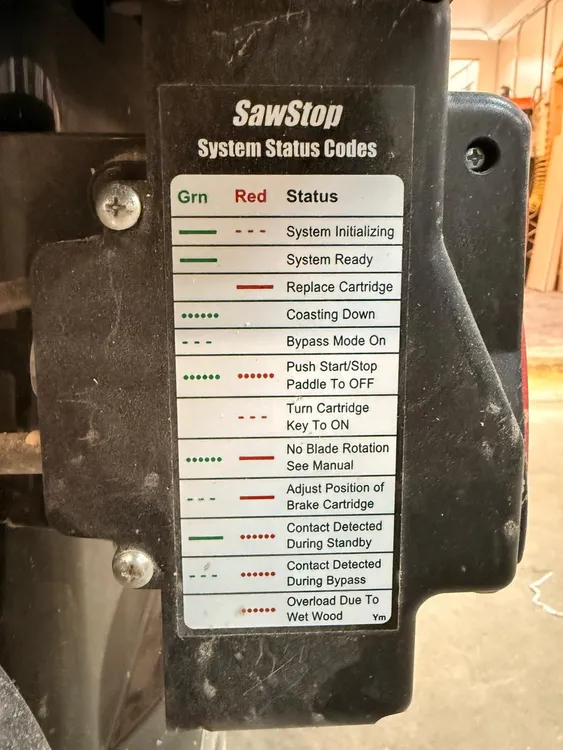 SawStop
System Status Codes
Grn Red Status
System Initializing
System Ready
Replace Cartridge
Coasting Down
Bypass Mode On
Push Start/Stop
Paddle To OFF
Turn Cartridge
Key To ON
No Blade Rotation
See Manual
Adjust Position of
Brake Cartridge
Contact Detected
During Standby
Contact Detected
During Bypass
Overload Due To
Wet Wood Ym